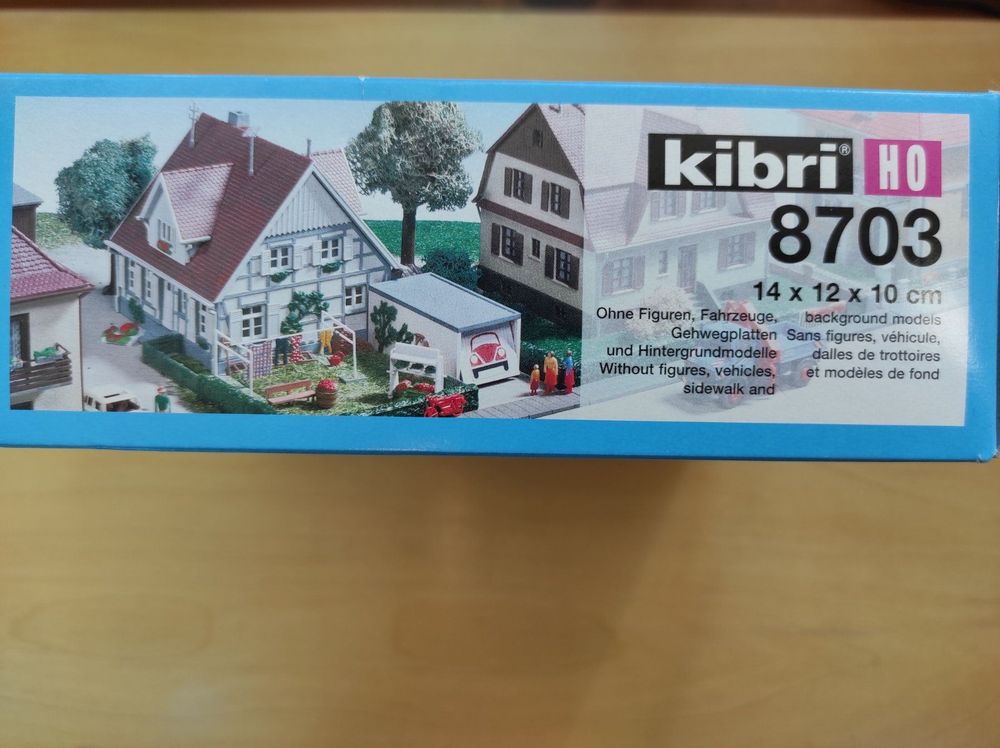 kibri® H0
8703
14 x 12 x 10 cm
Ohne Figuren, Fahrzeuge,
Gehwegplatten
und Hintergrundmodelle
Without figures, vehicles,
sidewalk and
background models
Sans figures, véhicule,
dalles de trottoires
et modèles de fond